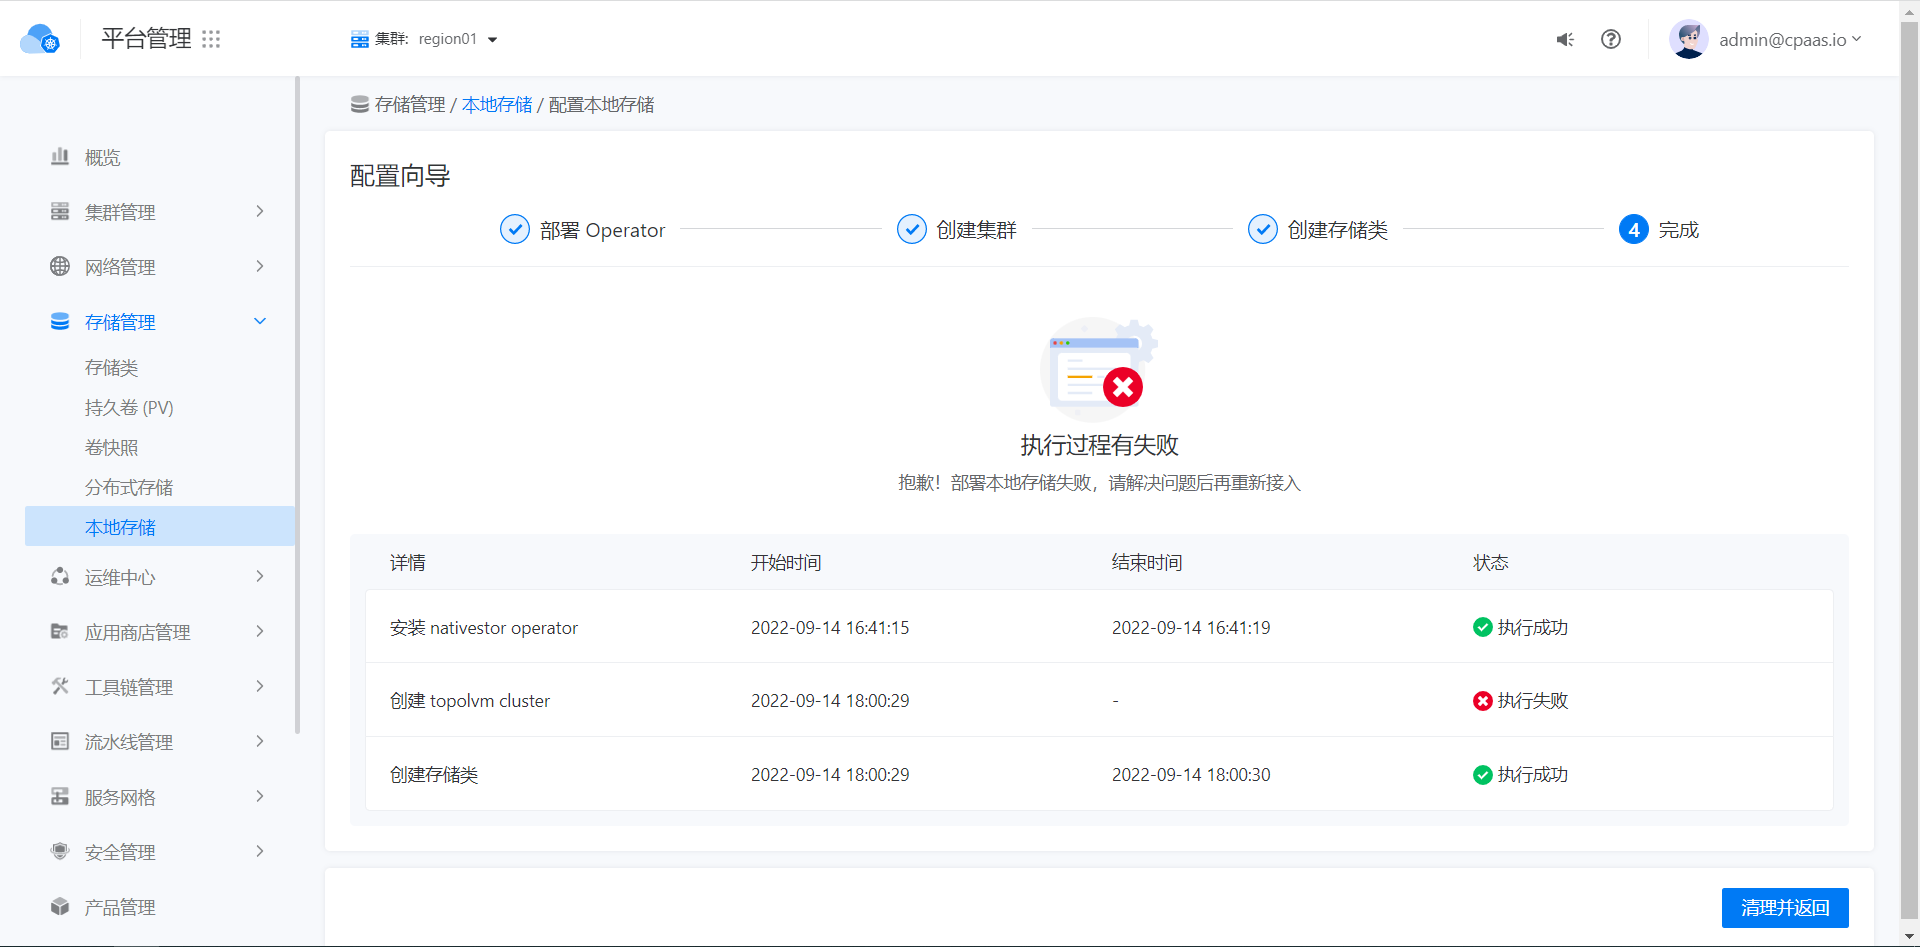 平台管理
集群: region01
admin@cpaas.io
存储管理 / 本地存储 / 配置本地存储
概览
集群管理
网络管理
存储管理
存储类
持久卷 (PV)
卷快照
分布式存储
本地存储
运维中心
应用商店管理
工具链管理
流水线管理
服务网格
安全管理
产品管理
配置向导
部署 Operator
创建集群
创建存储类
4 完成
执行过程有失败
抱歉！部署本地存储失败，请解决问题后再重新接入
详情 开始时间 结束时间 状态
安装 nativestor operator 2022-09-14 16:41:15 2022-09-14 16:41:19 执行成功
创建 topolvm cluster 2022-09-14 18:00:29 - 执行失败
创建存储类 2022-09-14 18:00:29 2022-09-14 18:00:30 执行成功
清理并返回